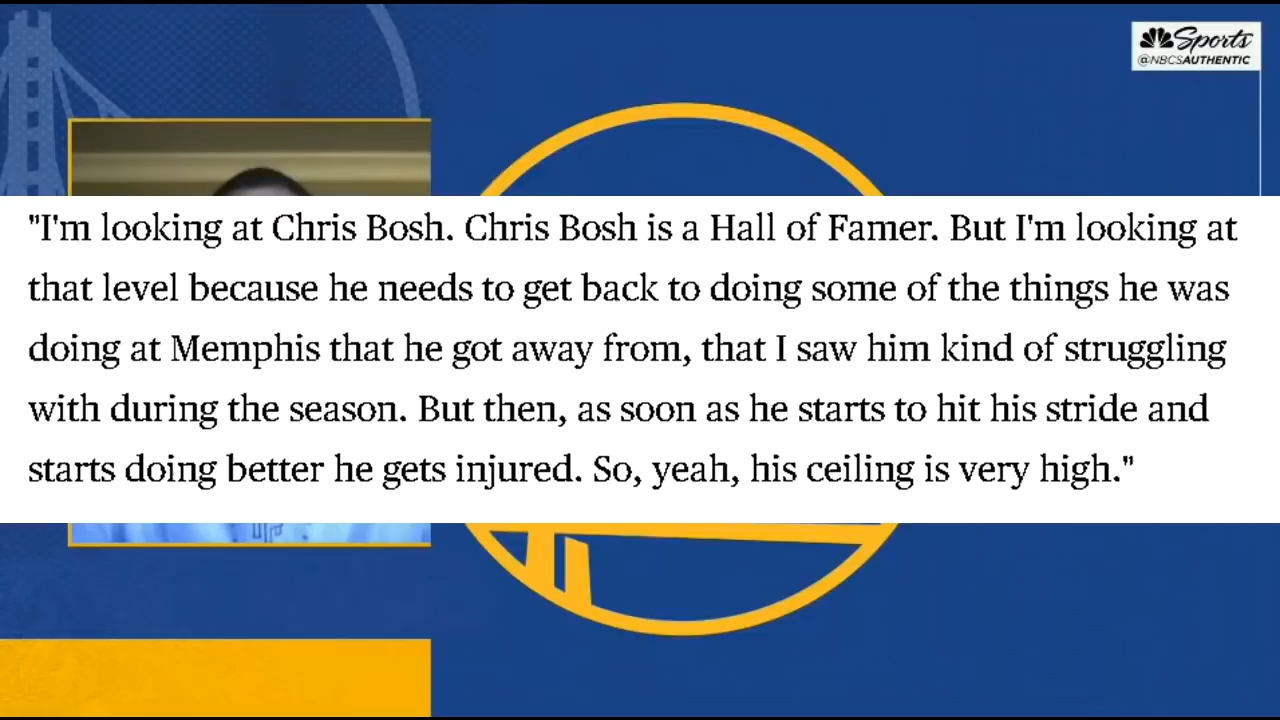 Sports
@NBCSAUTHENTIC
"I'm looking at Chris Bosh. Chris Bosh is a Hall of Famer. But I'm looking at
that level because he needs to get back to doing some of the things he was
doing at Memphis that he got away from, that I saw him kind of struggling
with during the season. But then, as soon as he starts to hit his stride and
starts doing better he gets injured. So, yeah, his ceiling is very high."